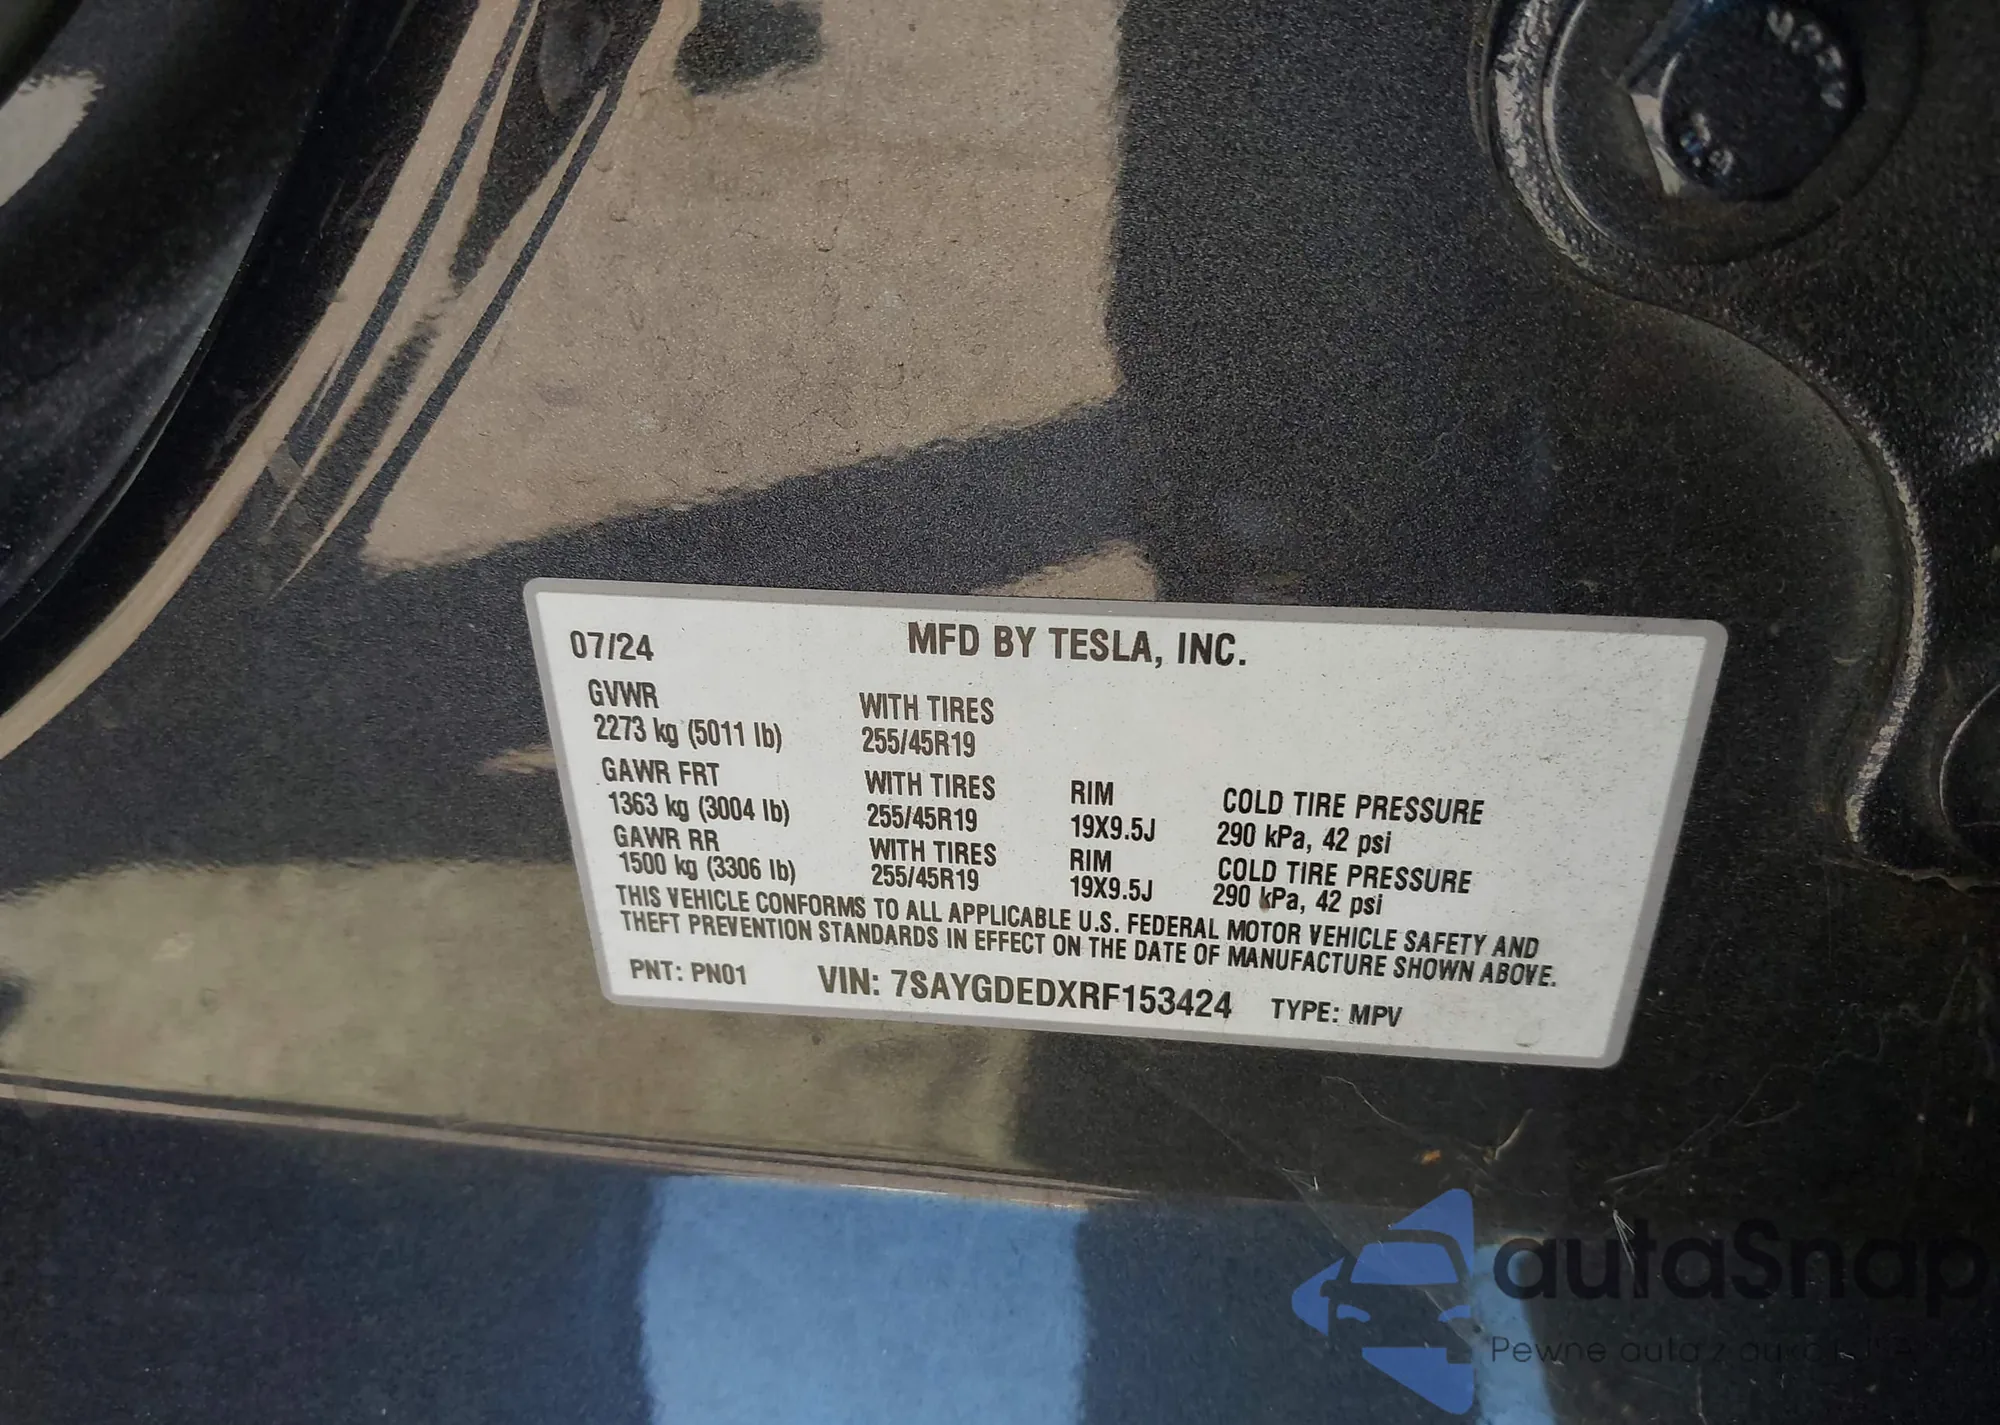 07/24 MFD BY TESLA, INC.
GVWR WITH TIRES
2273 kg (5011 lb) 255/45R19
GAWR FRT WITH TIRES RIM COLD TIRE PRESSURE
1363 kg (3004 lb) 255/45R19 19X9.5J 290 kPa, 42 psi
GAWR RR WITH TIRES RIM COLD TIRE PRESSURE
1500 kg (3306 lb) 255/45R19 19X9.5J 290 kPa, 42 psi
THIS VEHICLE CONFORMS TO ALL APPLICABLE U.S. FEDERAL MOTOR VEHICLE SAFETY AND
THEFT PREVENTION STANDARDS IN EFFECT ON THE DATE OF MANUFACTURE SHOWN ABOVE.
PNT: PN01 VIN: 7SAYGDEDXRF153424 TYPE: MPV
autaSnap
Pewne auta z